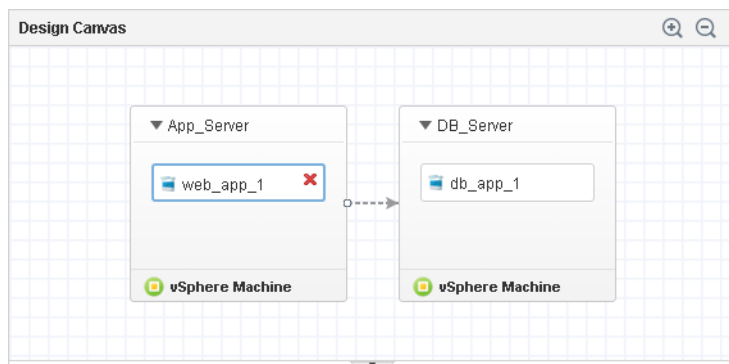 Design Canvas
App_Server
DB_Server
web_app_1
db_app_1
vSphere Machine
vSphere Machine